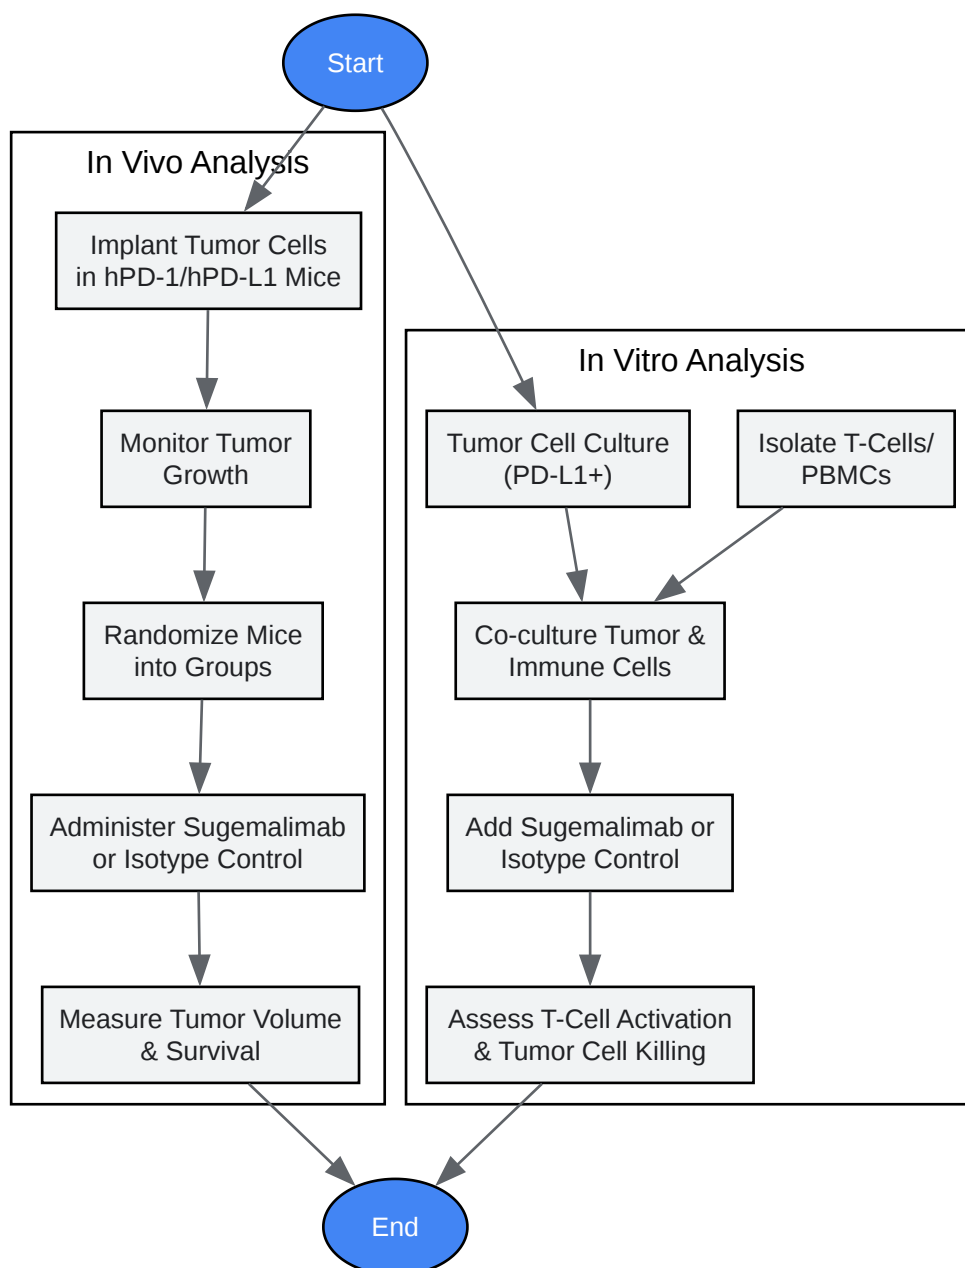 Start
In Vivo Analysis
Implant Tumor Cells
in hPD-1/hPD-L1 Mice
Monitor Tumor
Growth
Randomize Mice
into Groups
Administer Sugemalimab
or Isotype Control
Measure Tumor Volume
& Survival
In Vitro Analysis
Tumor Cell Culture
(PD-L1+)
Isolate T-Cells/
PBMCs
Co-culture Tumor &
Immune Cells
Add Sugemalimab or
Isotype Control
Assess T-Cell Activation
& Tumor Cell Killing
End